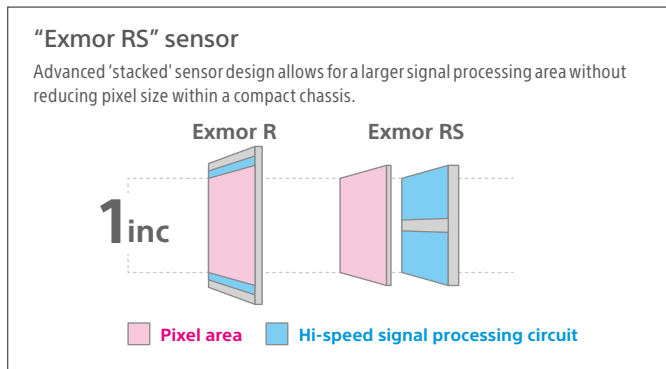 “Exmor RS” sensor
Advanced ‘stacked' sensor design allows for a larger signal processing area without
reducing pixel size within a compact chassis.
Exmor R Exmor RS
1inc
Pixel area Hi-speed signal processing circuit